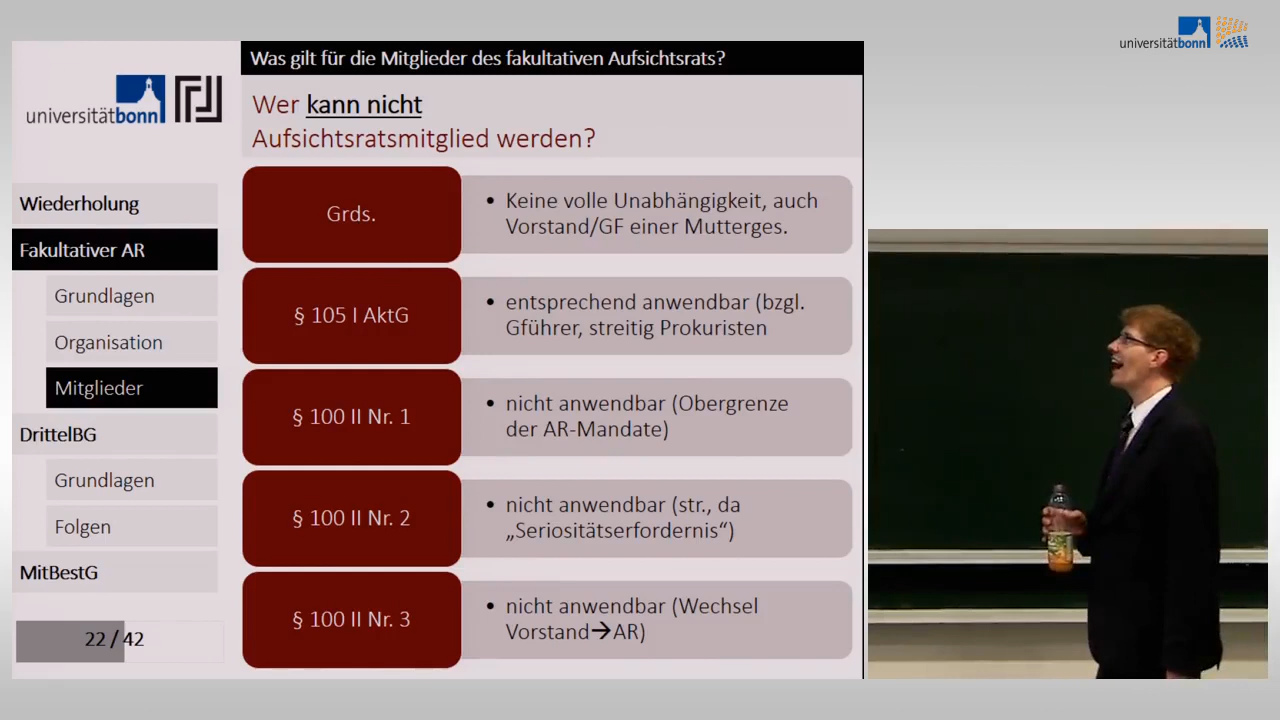 universitätbonn
Was gilt für die Mitglieder des fakultativen Aufsichtsrats?
universitätbonn
Wer kann nicht
Aufsichtsratsmitglied werden?
Wiederholung
Fakultativer AR
Grundlagen
Organisation
Mitglieder
DrittelBG
Grundlagen
Folgen
MitBestG
22 / 42
Grds.
• Keine volle Unabhängigkeit, auch
Vorstand/GF einer Mutterges.
§ 105 I AktG
• entsprechend anwendbar (bzgl.
Gführer, streitig Prokuristen
§ 100 II Nr. 1
• nicht anwendbar (Obergrenze
der AR-Mandate)
§ 100 II Nr. 2
• nicht anwendbar (str., da
„Seriositätserfordernis“)
§ 100 II Nr. 3
• nicht anwendbar (Wechsel
Vorstand→AR)